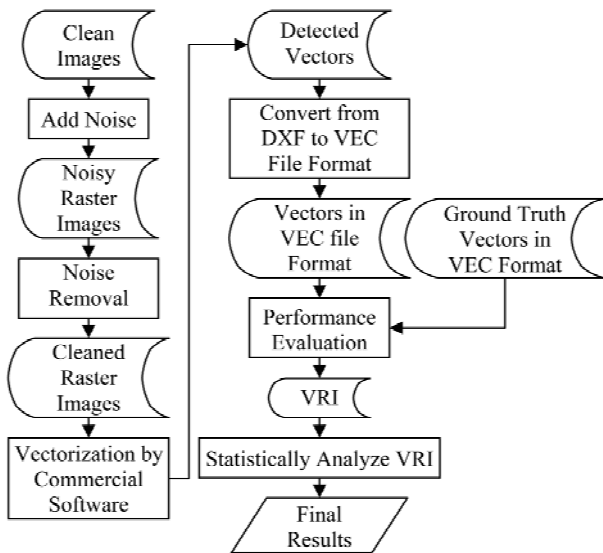 Clean
Images
Add Noise
Noisy
Raster
Images
Noise
Removal
Cleaned
Raster
Images
Vectorization by
Commercial
Software
Detected
Vectors
Convert from
DXF to VEC
File Format
Vectors in
VEC file
Format
Ground Truth
Vectors in
VEC Format
Performance
Evaluation
VRI
Statistically Analyze VRI
Final
Results